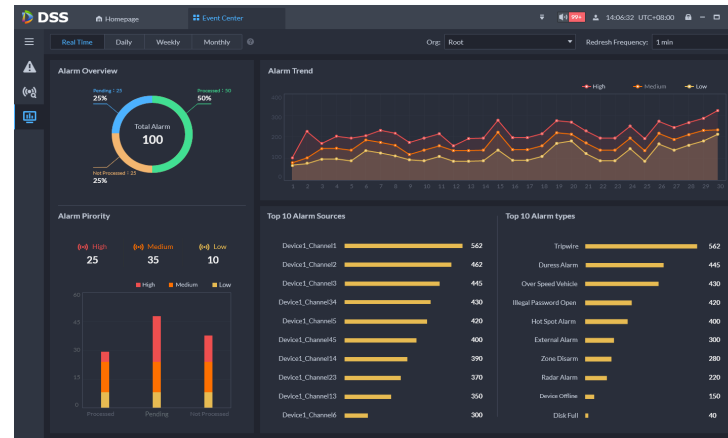 DSS Homepage Event Center 99+ 14:06:32 UTC+08:00
Real Time Daily Weekly Monthly Org: Root Redresh Frequency: 1 min
Alarm Overview
Pending : 25
25%
Processed : 50
50%
Total Alarm
100
Not Processed : 25
25%
Alarm Trend
High Medium Low
400
300
200
100
0
1 2 3 4 5 6 7 8 9 10 11 12 13 14 15 16 17 18 19 20 21 22 23 24 25 26 27 28 29 30
Alarm Pirority
High Medium Low
25 35 10
High Medium Low
60
45
30
15
0
Processed Pending Not Processed
Top 10 Alarm Sources
Device1_Channel1 562
Device1_Channel2 462
Device1_Channel3 445
Device1_Channel34 430
Device1_Channel5 420
Device1_Channel45 400
Device1_Channel14 390
Device1_Channel23 370
Device1_Channel13 350
Device1_Channel6 300
Top 10 Alarm types
Tripwire 562
Duress Alarm 445
Over Speed Vehicle 430
Illegal Password Open 420
Hot Spot Alarm 400
External Alarm 300
Zone Disarm 280
Radar Alarm 220
Device Offline 150
Disk Full 40